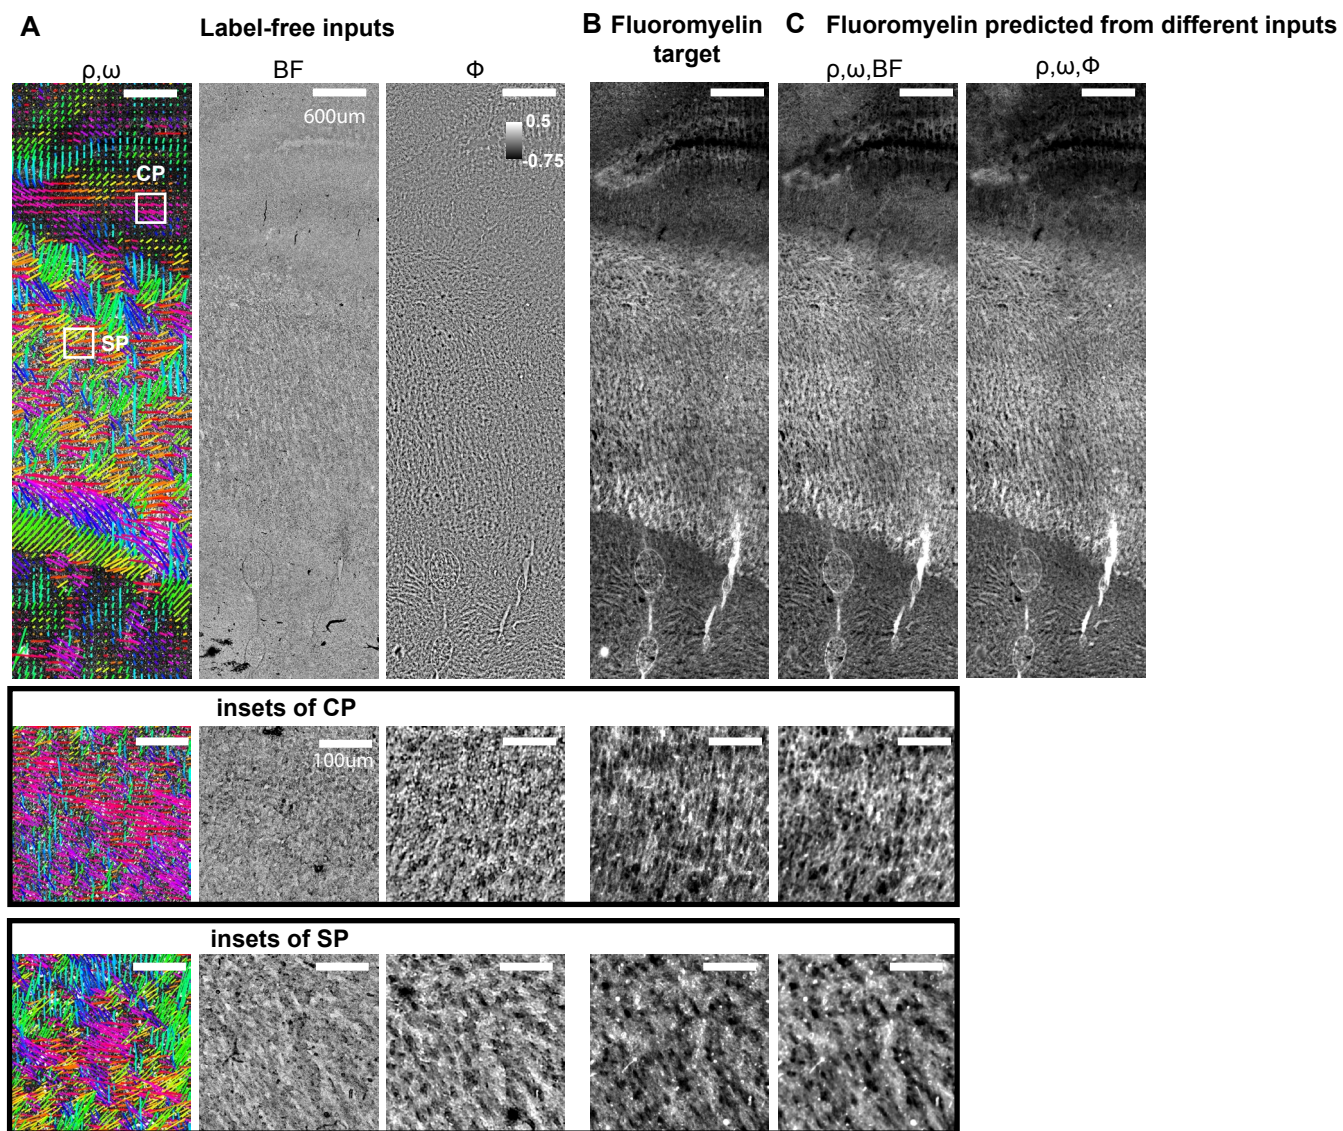 A
Label-free inputs
B Fluoromyelin target
C Fluoromyelin predicted from different inputs
ρ,ω
BF
Φ
ρ,ω,BF
ρ,ω,Φ
600um
0.5
-0.75
CP
SP
insets of CP
100um
insets of SP